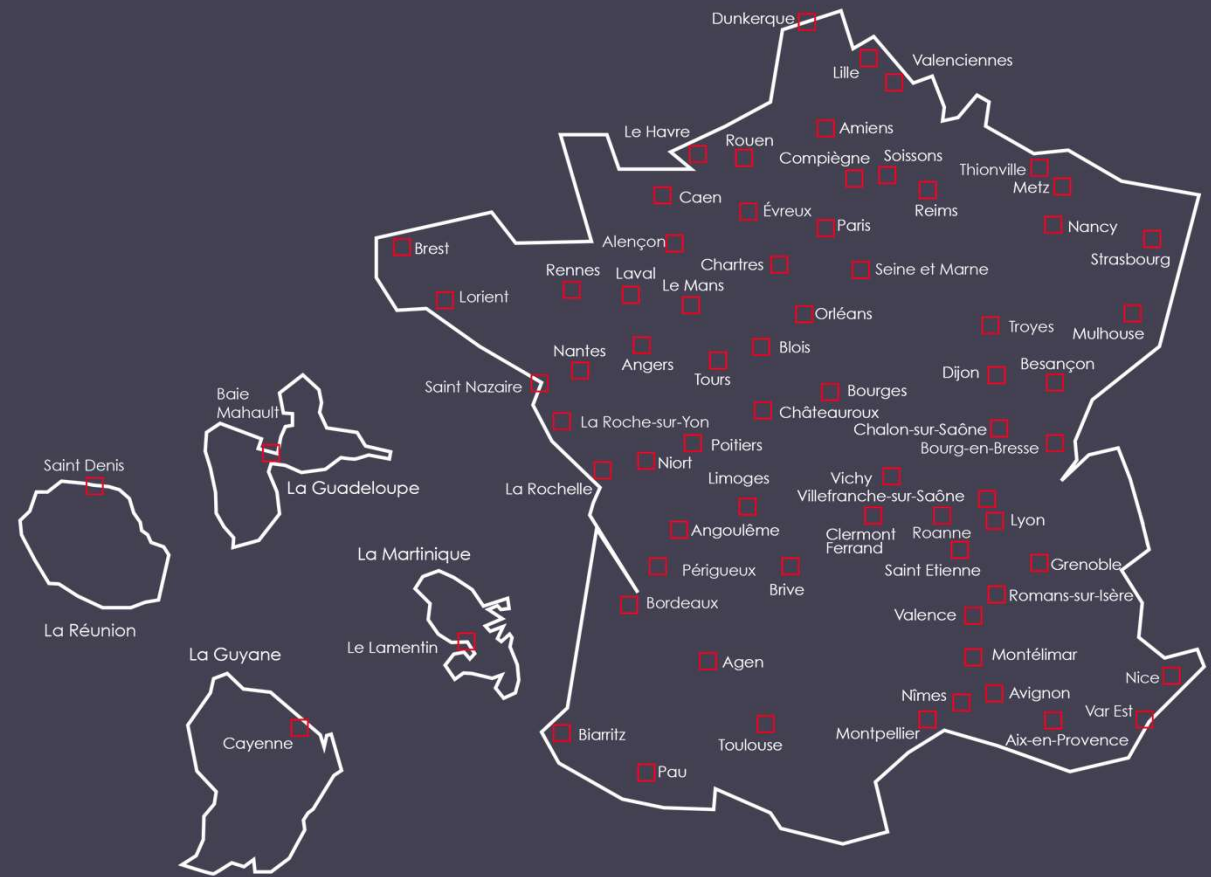 Dunkerque
Lille
Valenciennes
Amiens
Le Havre
Rouen
Compiègne
Soissons
Thionville
Metz
Reims
Caen
Évreux
Paris
Nancy
Strasbourg
Brest
Alençon
Chartres
Seine et Marne
Rennes
Laval
Le Mans
Lorient
Orléans
Troyes
Mulhouse
Nantes
Angers
Tours
Blois
Dijon
Besançon
Saint Nazaire
Bourges
Châteauroux
La Roche-sur-Yon
Chalon-sur-Saône
Bourg-en-Bresse
Poitiers
Niort
La Rochelle
Limoges
Vichy
Villefranche-sur-Saône
Angoulême
Clermont
Ferrand
Roanne
Lyon
Saint Etienne
Grenoble
Périgueux
Brive
Bordeaux
Romans-sur-Isère
Valence
Agen
Montélimar
Nice
Nîmes
Avignon
Var Est
Biarritz
Toulouse
Montpellier
Aix-en-Provence
Pau
Baie
Mahault
La Guadeloupe
Saint Denis
La Réunion
La Martinique
Le Lamentin
La Guyane
Cayenne